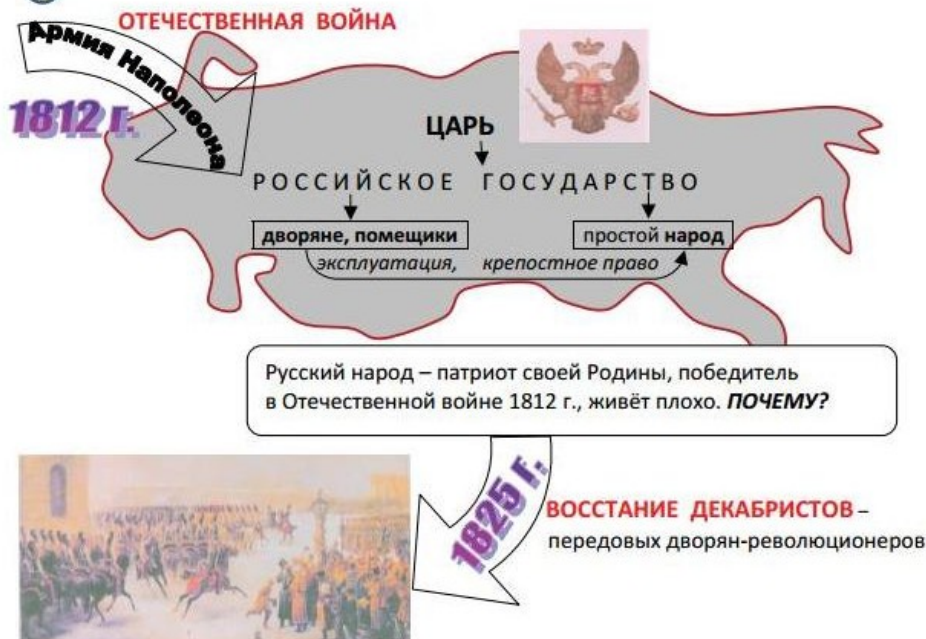 ОТЕЧЕСТВЕННАЯ ВОЙНА
Армия Наполеона
1812 г.
ЦАРЬ
РОССИЙСКОЕ ГОСУДАРСТВО
дворяне, помещики
простой народ
эксплуатация, крепостное право
Русский народ – патриот своей Родины, победитель
в Отечественной войне 1812 г., живёт плохо. ПОЧЕМУ?
1825 г.
ВОССТАНИЕ ДЕКАБРИСТОВ –
передовых дворян-революционеров